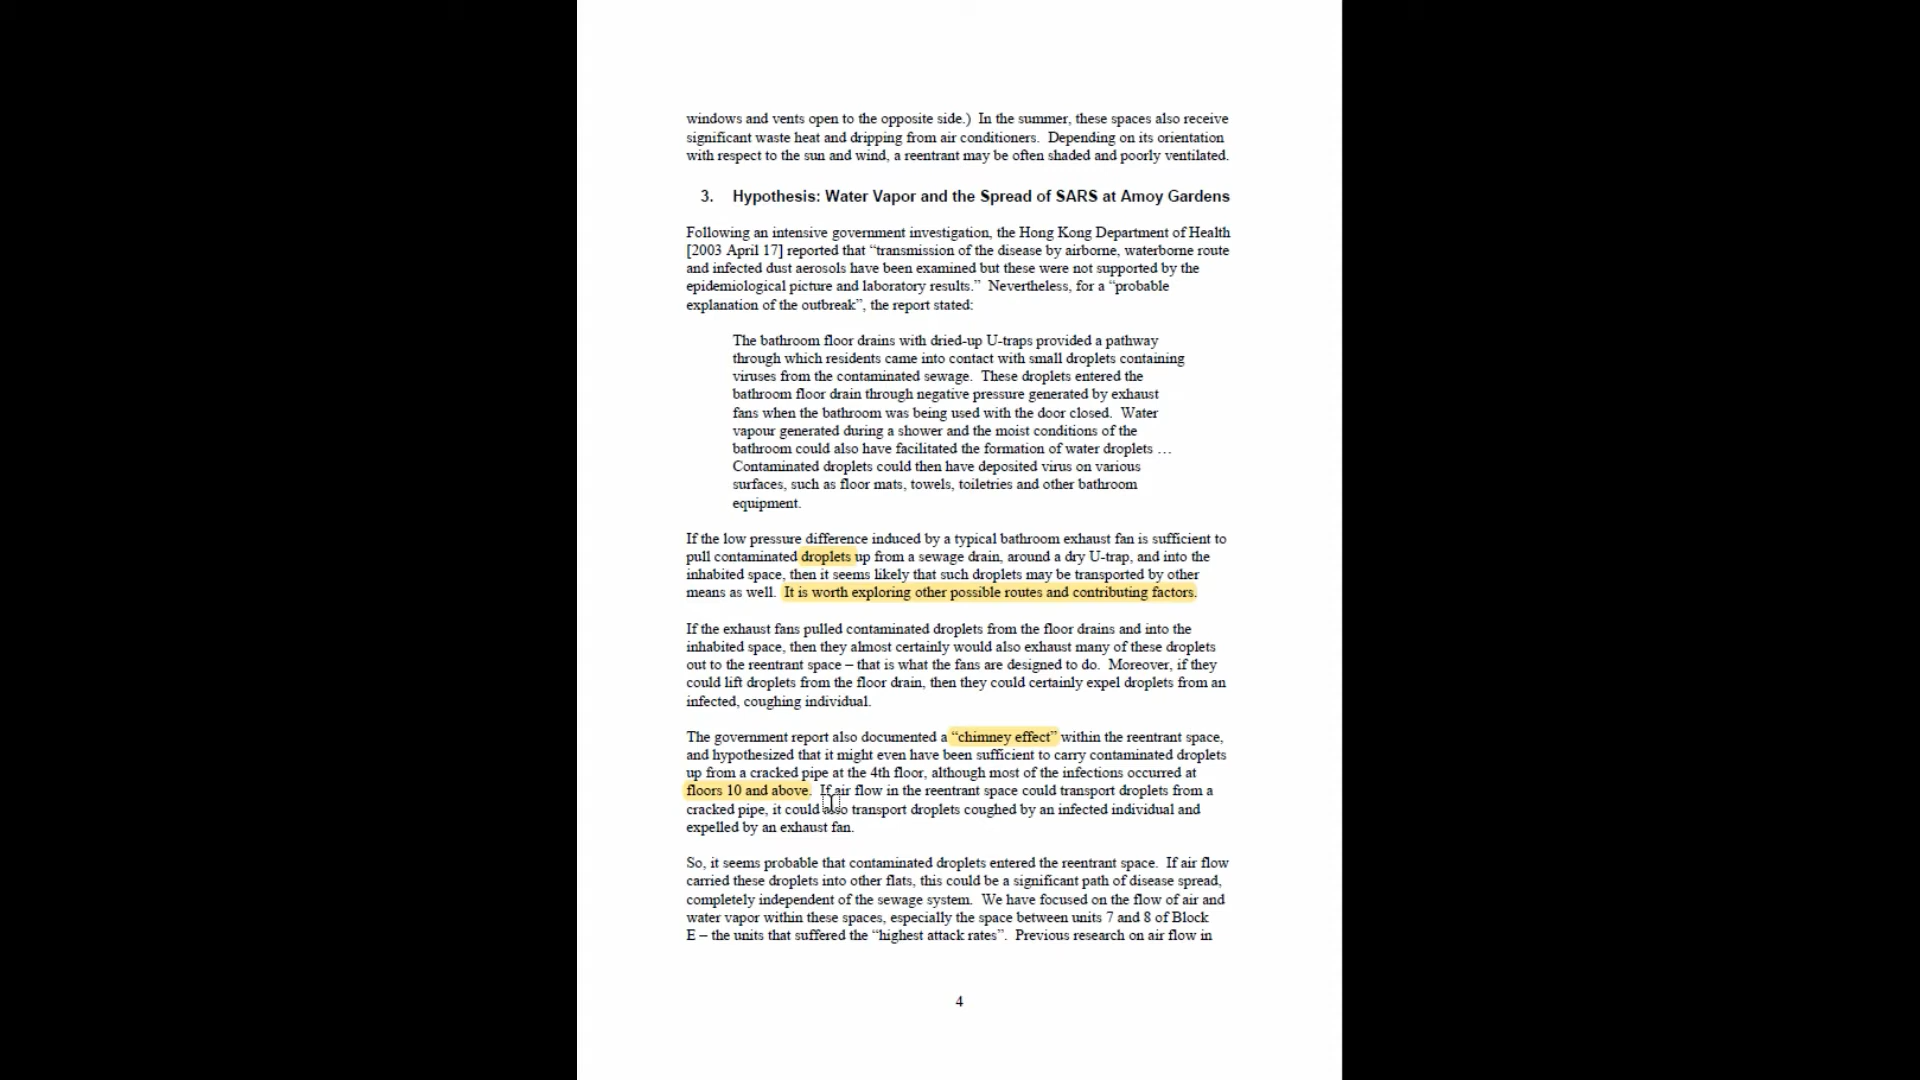 windows and vents open to the opposite side.)  In the summer, these spaces also receive
significant waste heat and dripping from air conditioners.  Depending on its orientation
with respect to the sun and wind, a reentrant may be often shaded and poorly ventilated.
3. Hypothesis: Water Vapor and the Spread of SARS at Amoy Gardens
Following an intensive government investigation, the Hong Kong Department of Health
[2003 April 17] reported that “transmission of the disease by airborne, waterborne route
and infected dust aerosols have been examined but these were not supported by the
epidemiological picture and laboratory results.”  Nevertheless, for a “probable
explanation of the outbreak”, the report stated:
The bathroom floor drains with dried-up U-traps provided a pathway
through which residents came into contact with small droplets containing
viruses from the contaminated sewage.  These droplets entered the
bathroom floor drain through negative pressure generated by exhaust
fans when the bathroom was being used with the door closed.  Water
vapour generated during a shower and the moist conditions of the
bathroom could also have facilitated the formation of water droplets …
Contaminated droplets could then have deposited virus on various
surfaces, such as floor mats, towels, toiletries and other bathroom
equipment.
If the low pressure difference induced by a typical bathroom exhaust fan is sufficient to
pull contaminated droplets up from a sewage drain, around a dry U-trap, and into the
inhabited space, then it seems likely that such droplets may be transported by other
means as well.  It is worth exploring other possible routes and contributing factors.
If the exhaust fans pulled contaminated droplets from the floor drains and into the
inhabited space, then they almost certainly would also exhaust many of these droplets
out to the reentrant space – that is what the fans are designed to do.  Moreover, if they
could lift droplets from the floor drain, then they could certainly expel droplets from an
infected, coughing individual.
The government report also documented a “chimney effect” within the reentrant space,
and hypothesized that it might even have been sufficient to carry contaminated droplets
up from a cracked pipe at the 4th floor, although most of the infections occurred at
floors 10 and above.  If air flow in the reentrant space could transport droplets from a
cracked pipe, it could also transport droplets coughed by an infected individual and
expelled by an exhaust fan.
So, it seems probable that contaminated droplets entered the reentrant space.  If air flow
carried these droplets into other flats, this could be a significant path of disease spread,
completely independent of the sewage system.  We have focused on the flow of air and
water vapor within these spaces, especially the space between units 7 and 8 of Block
E – the units that suffered the “highest attack rates”.  Previous research on air flow in
4